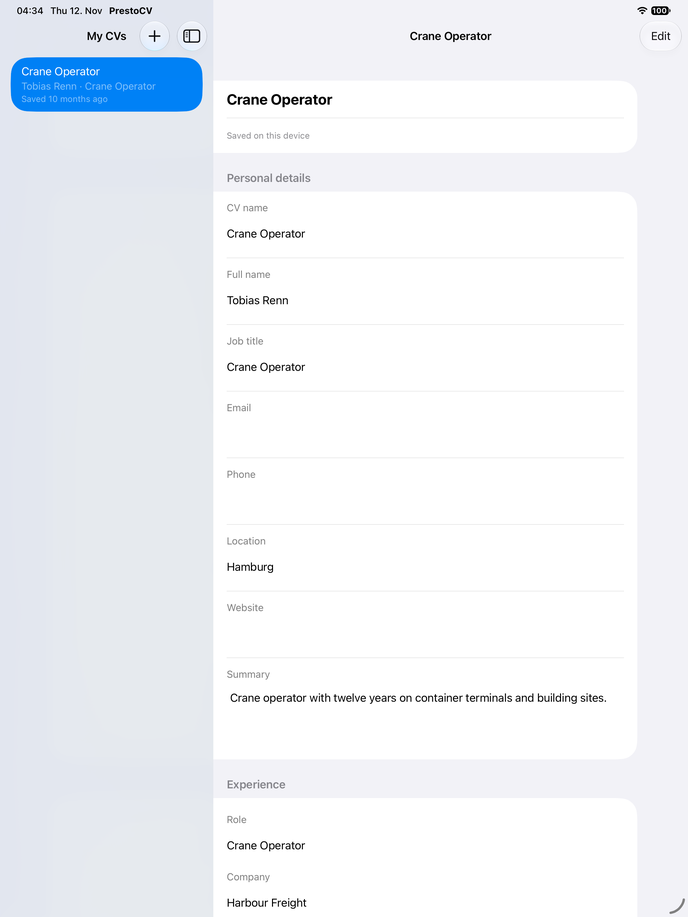 04:34 Thu 12. Nov PrestoCV
100
My CVs
Crane Operator
Edit
Crane Operator
Tobias Renn · Crane Operator
Saved 10 months ago
Crane Operator
Saved on this device
Personal details
CV name
Crane Operator
Full name
Tobias Renn
Job title
Crane Operator
Email
Phone
Location
Hamburg
Website
Summary
Crane operator with twelve years on container terminals and building sites.
Experience
Role
Crane Operator
Company
Harbour Freight